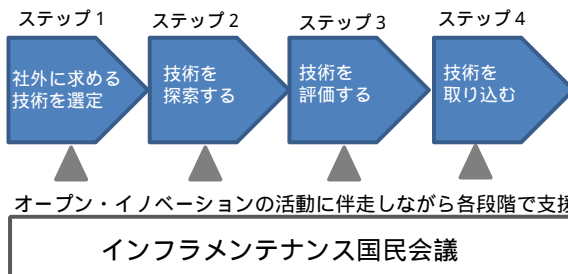 ステップ1 ステップ2 ステップ3 ステップ4
社外に求める
技術を選定
技術を
探索する
技術を
評価する
技術を
取り込む
オープン・イノベーションの活動に伴走しながら各段階で支援
インフラメンテナンス国民会議